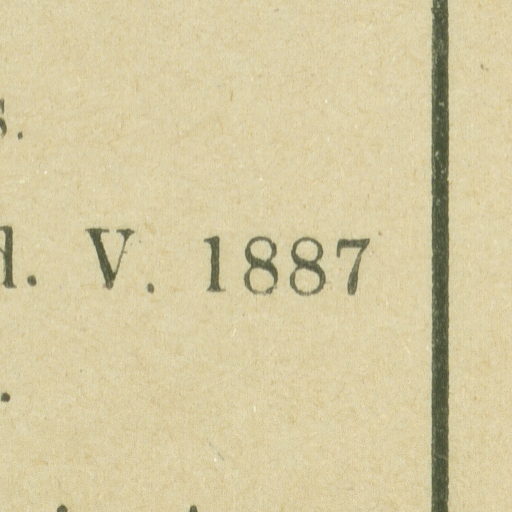 s.
d. V. 1887
.